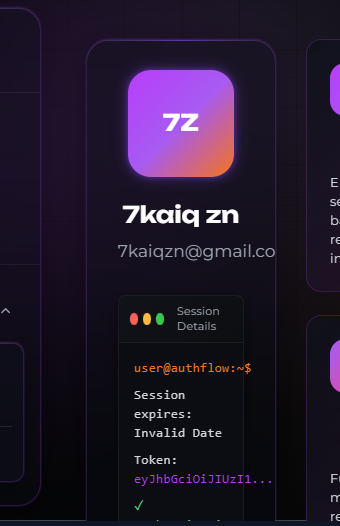 7Z
7kaiq zn
7kaiqzn@gmail.co
Session
Details
user@authflow:~$
Session
expires:
Invalid Date
Token:
eyJhbGciOiJIUzI1...
✓